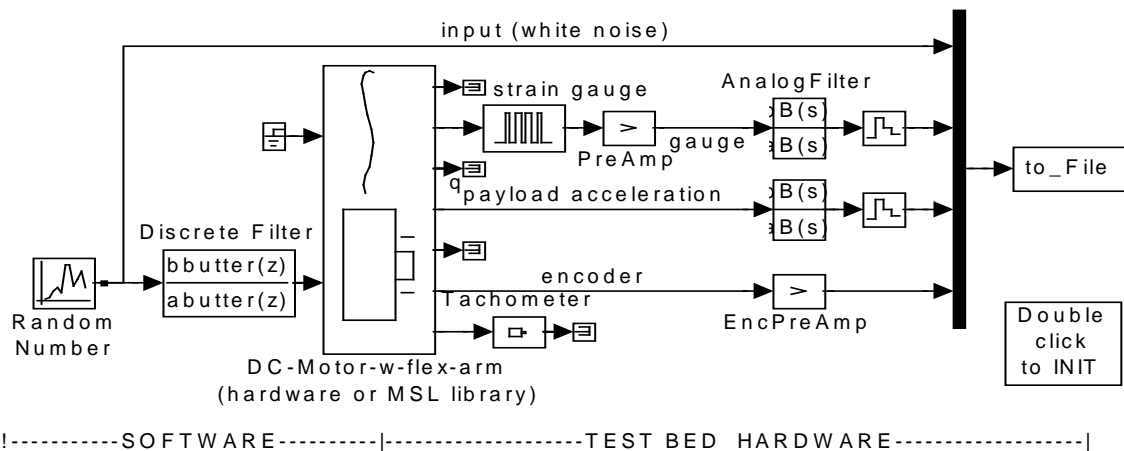 input (white noise)
strain gauge
AnalogFilter
B(s)
B(s)
>
gauge
PreAmp
to_File
q
payload acceleration
B(s)
B(s)
Discrete Filter
bbutter(z)
abutter(z)
encoder
>
Tachometer
EncPreAmp
Random
Number
Double
click
to INIT
DC-Motor-w-flex-arm
(hardware or MSL library)
!-----------SOFTWARE----------|-------------------TEST BED HARDWARE------------------|